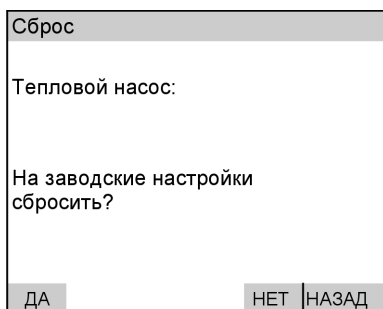 Сброс
Тепловой насос:
На заводские настройки
сбросить?
ДА НЕТ НАЗАД